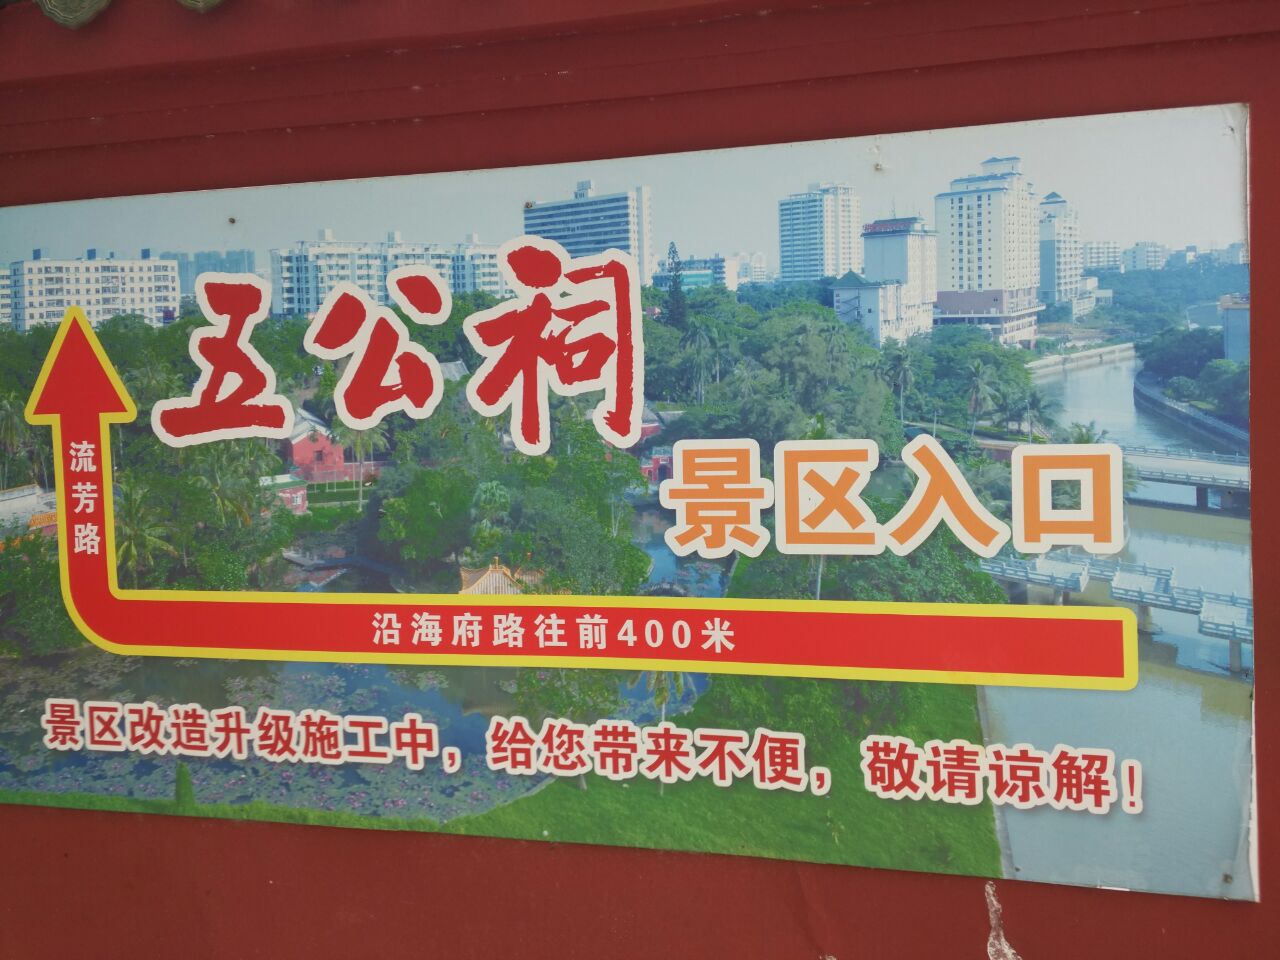 五公祠
景区入口
流芳路
沿海府路往前400米
景区改造升级施工中，给您带来不便，敬请谅解！